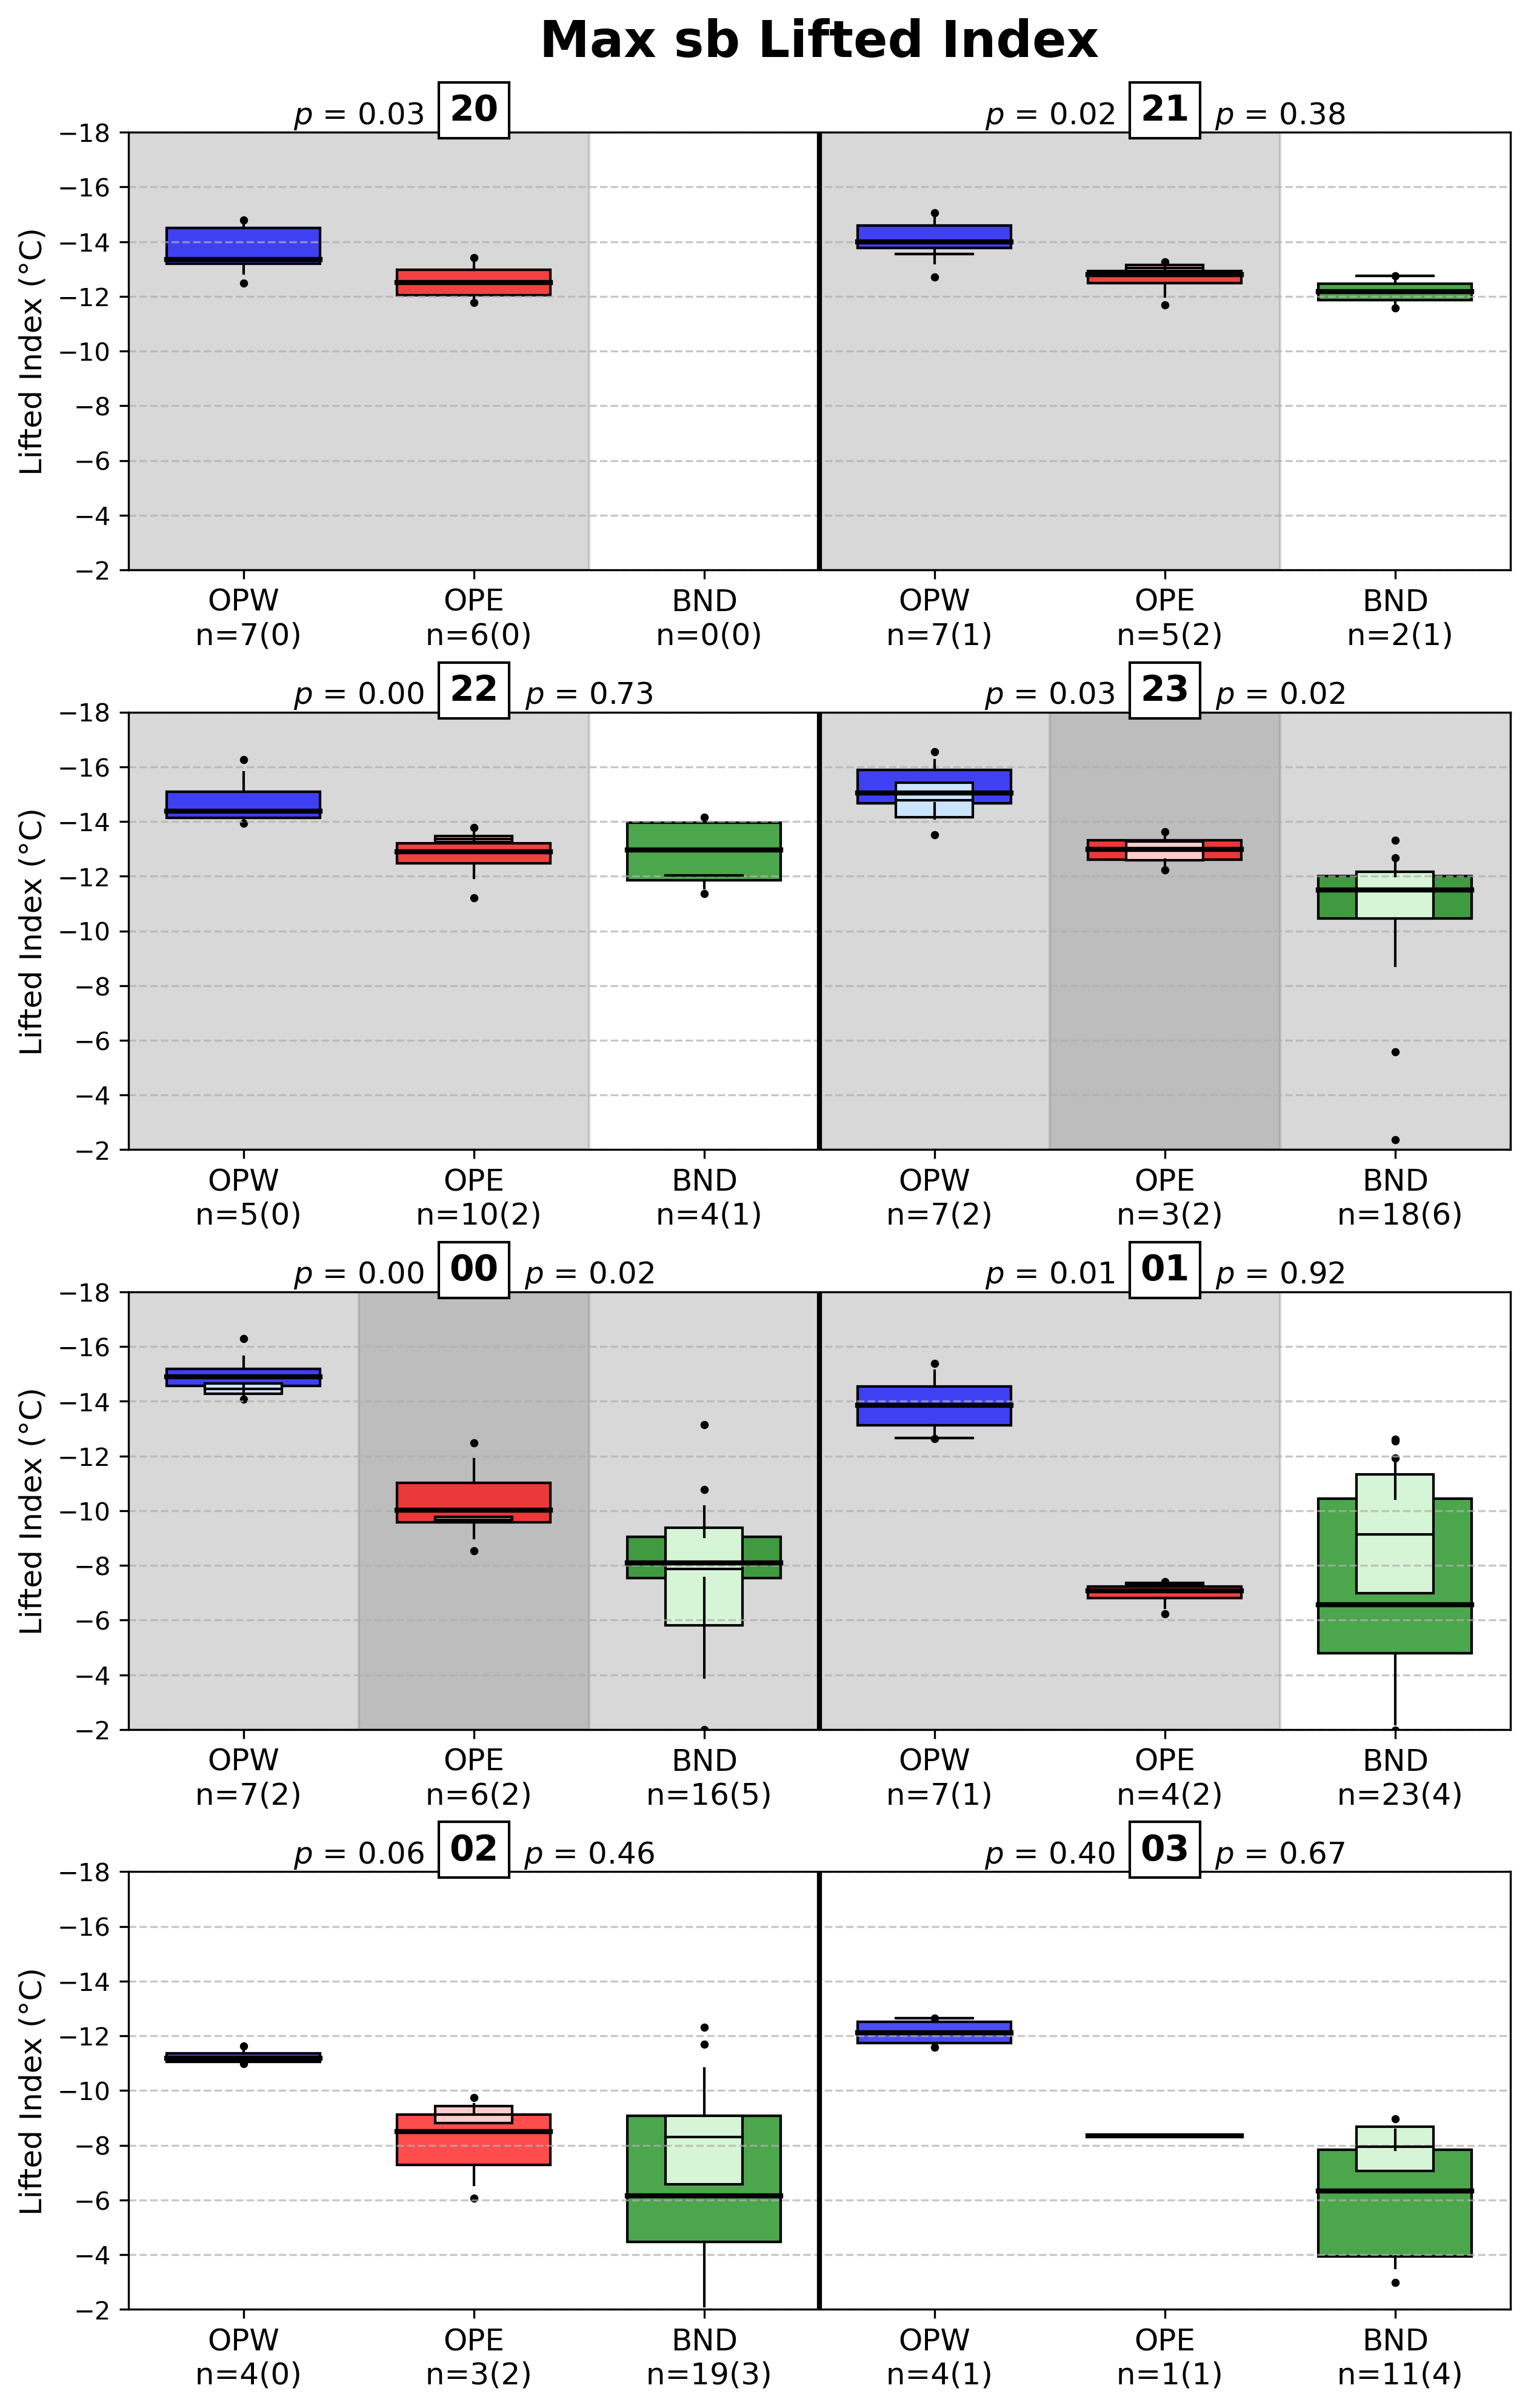 Max sb Lifted Index
p = 0.03 20
p = 0.02 21 p = 0.38
Lifted Index (°C)
−18
−16
−14
−12
−10
−8
−6
−4
−2
OPW OPE BND OPW OPE BND
n=7(0) n=6(0) n=0(0) n=7(1) n=5(2) n=2(1)
p = 0.00 22 p = 0.73
p = 0.03 23 p = 0.02
Lifted Index (°C)
−18
−16
−14
−12
−10
−8
−6
−4
−2
OPW OPE BND OPW OPE BND
n=5(0) n=10(2) n=4(1) n=7(2) n=3(2) n=18(6)
p = 0.00 00 p = 0.02
p = 0.01 01 p = 0.92
Lifted Index (°C)
−18
−16
−14
−12
−10
−8
−6
−4
−2
OPW OPE BND OPW OPE BND
n=7(2) n=6(2) n=16(5) n=7(1) n=4(2) n=23(4)
p = 0.06 02 p = 0.46
p = 0.40 03 p = 0.67
Lifted Index (°C)
−18
−16
−14
−12
−10
−8
−6
−4
−2
OPW OPE BND OPW OPE BND
n=4(0) n=3(2) n=19(3) n=4(1) n=1(1) n=11(4)